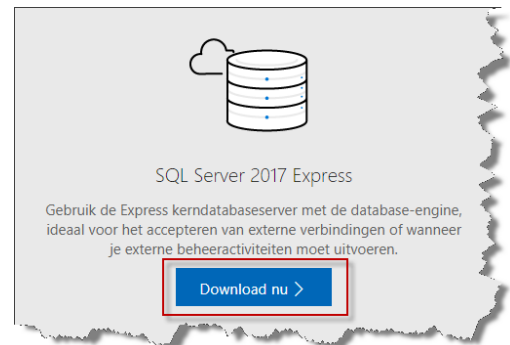 SQL Server 2017 Express
Gebruik de Express kerndatabaseserver met de database-engine,
ideaal voor het accepteren van externe verbindingen of wanneer
je externe beheeractiviteiten moet uitvoeren.
Download nu >